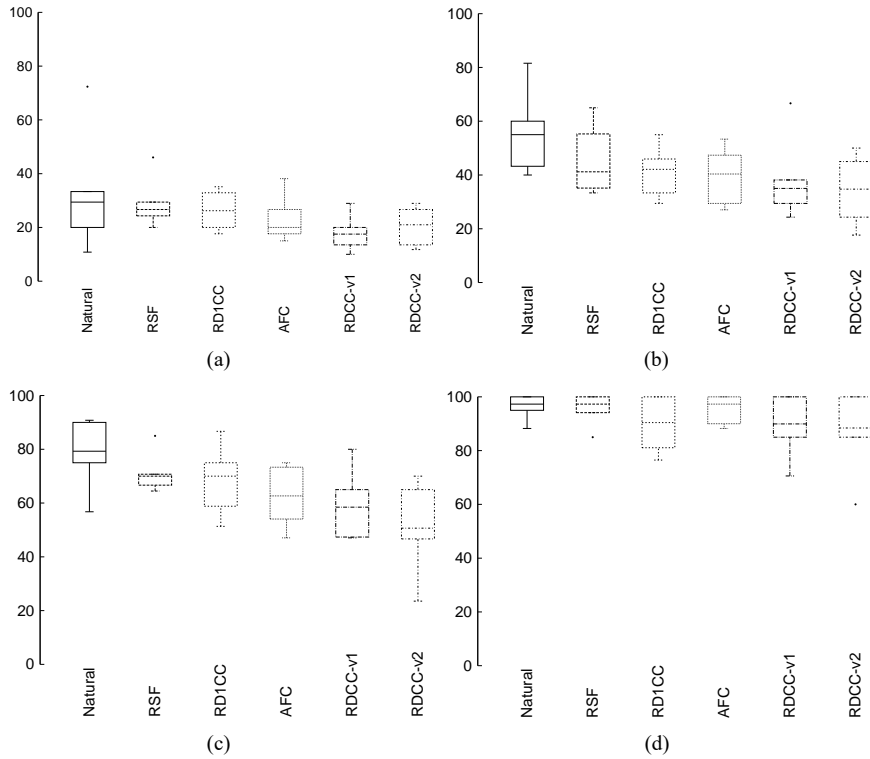 100
80
60
40
20
0
Natural
RSF
RD1CC
AFC
RDCC-v1
RDCC-v2
(a)
100
80
60
40
20
0
Natural
RSF
RD1CC
AFC
RDCC-v1
RDCC-v2
(b)
100
80
60
40
20
0
Natural
RSF
RD1CC
AFC
RDCC-v1
RDCC-v2
(c)
100
80
60
40
20
0
Natural
RSF
RD1CC
AFC
RDCC-v1
RDCC-v2
(d)